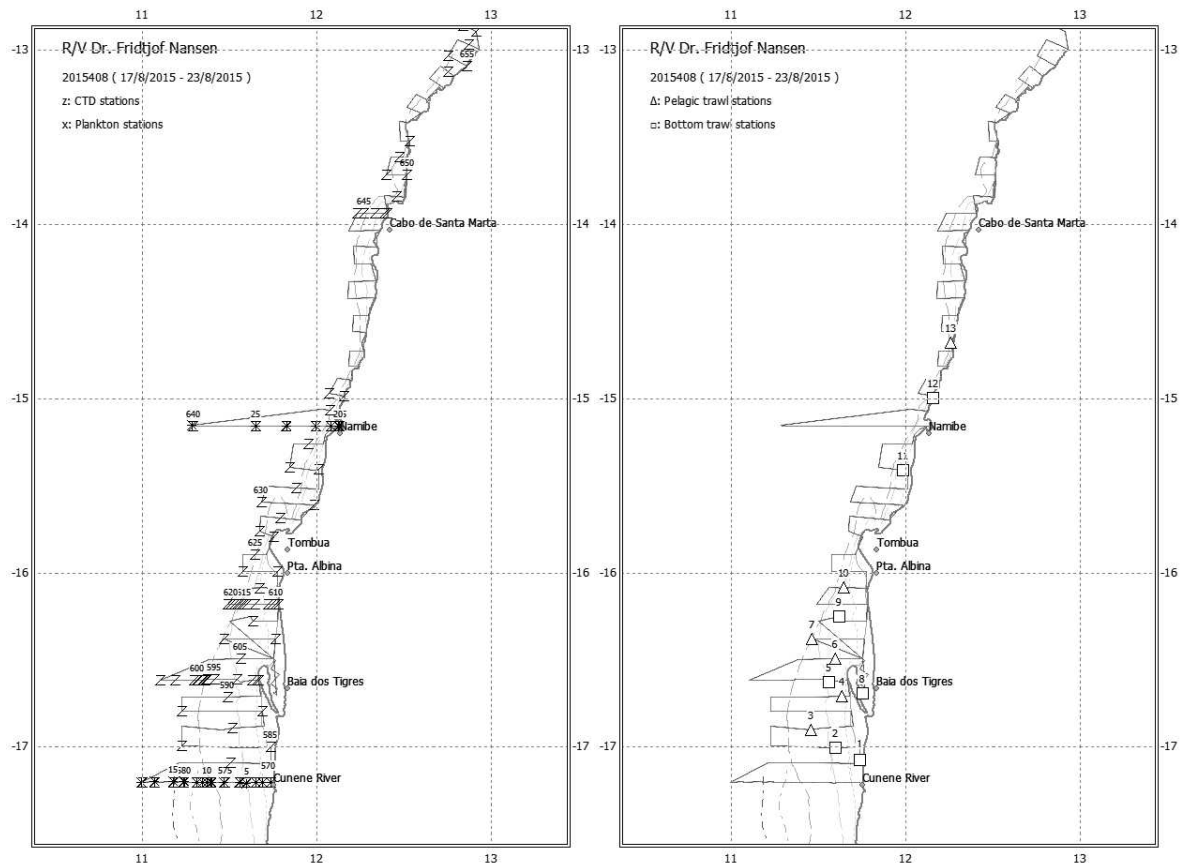 11 12 13
R/V Dr. Fridtjof Nansen
2015408 ( 17/8/2015 - 23/8/2015 )
z: CTD stations
x: Plankton stations
-13
-13
655
650
645
-14
-14
Cabo de Santa Marta
-15
-15
640
25
Namibe
630
625
Tombua
Pta. Albina
-16
-16
610
605
600
595
590
Baia dos Tigres
585
-17
-17
15
10
575
5
570
Cunene River
11 12 13
11 12 13
R/V Dr. Fridtjof Nansen
2015408 ( 17/8/2015 - 23/8/2015 )
Δ: Pelagic trawl stations
□: Bottom trawl stations
-13
-13
-14
-14
Cabo de Santa Marta
13
12
-15
-15
Namibe
11
Tombua
Pta. Albina
-16
-16
10
9
7
6
5
4
8
Baia dos Tigres
3
2
1
-17
-17
Cunene River
11 12 13